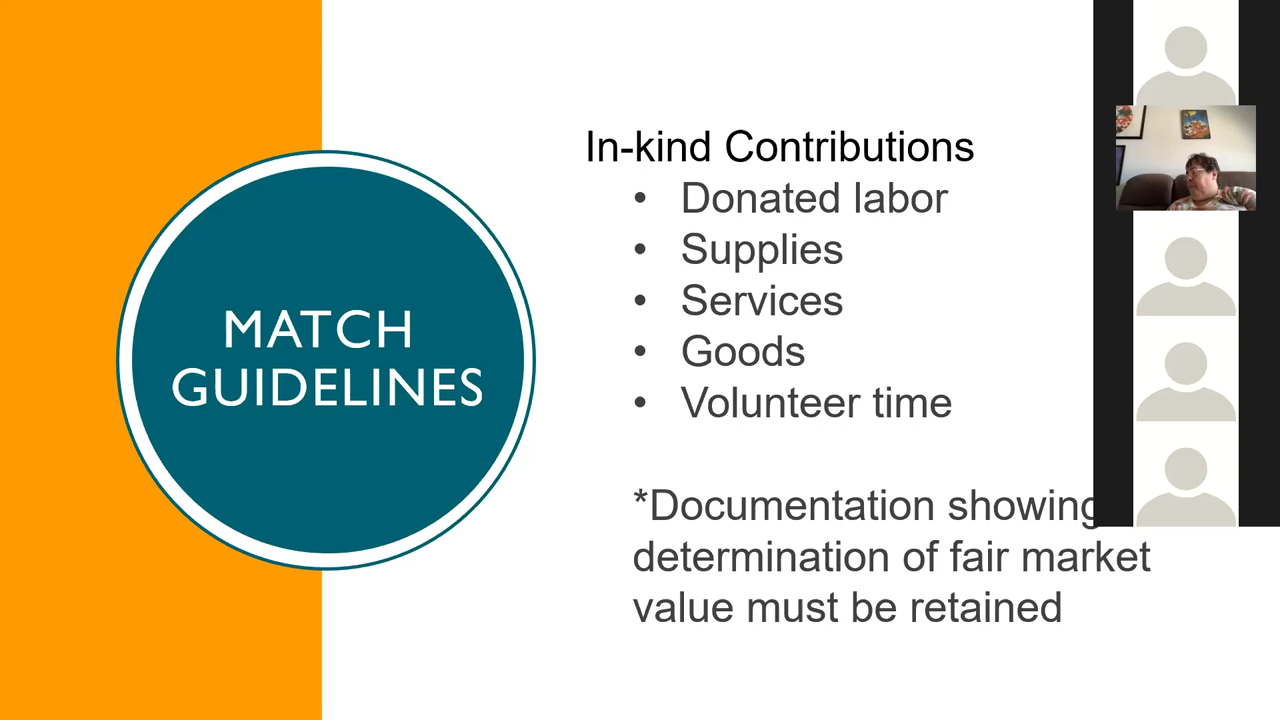 MATCH
GUIDELINES
In-kind Contributions
• Donated labor
• Supplies
• Services
• Goods
• Volunteer time
*Documentation showing
determination of fair market
value must be retained